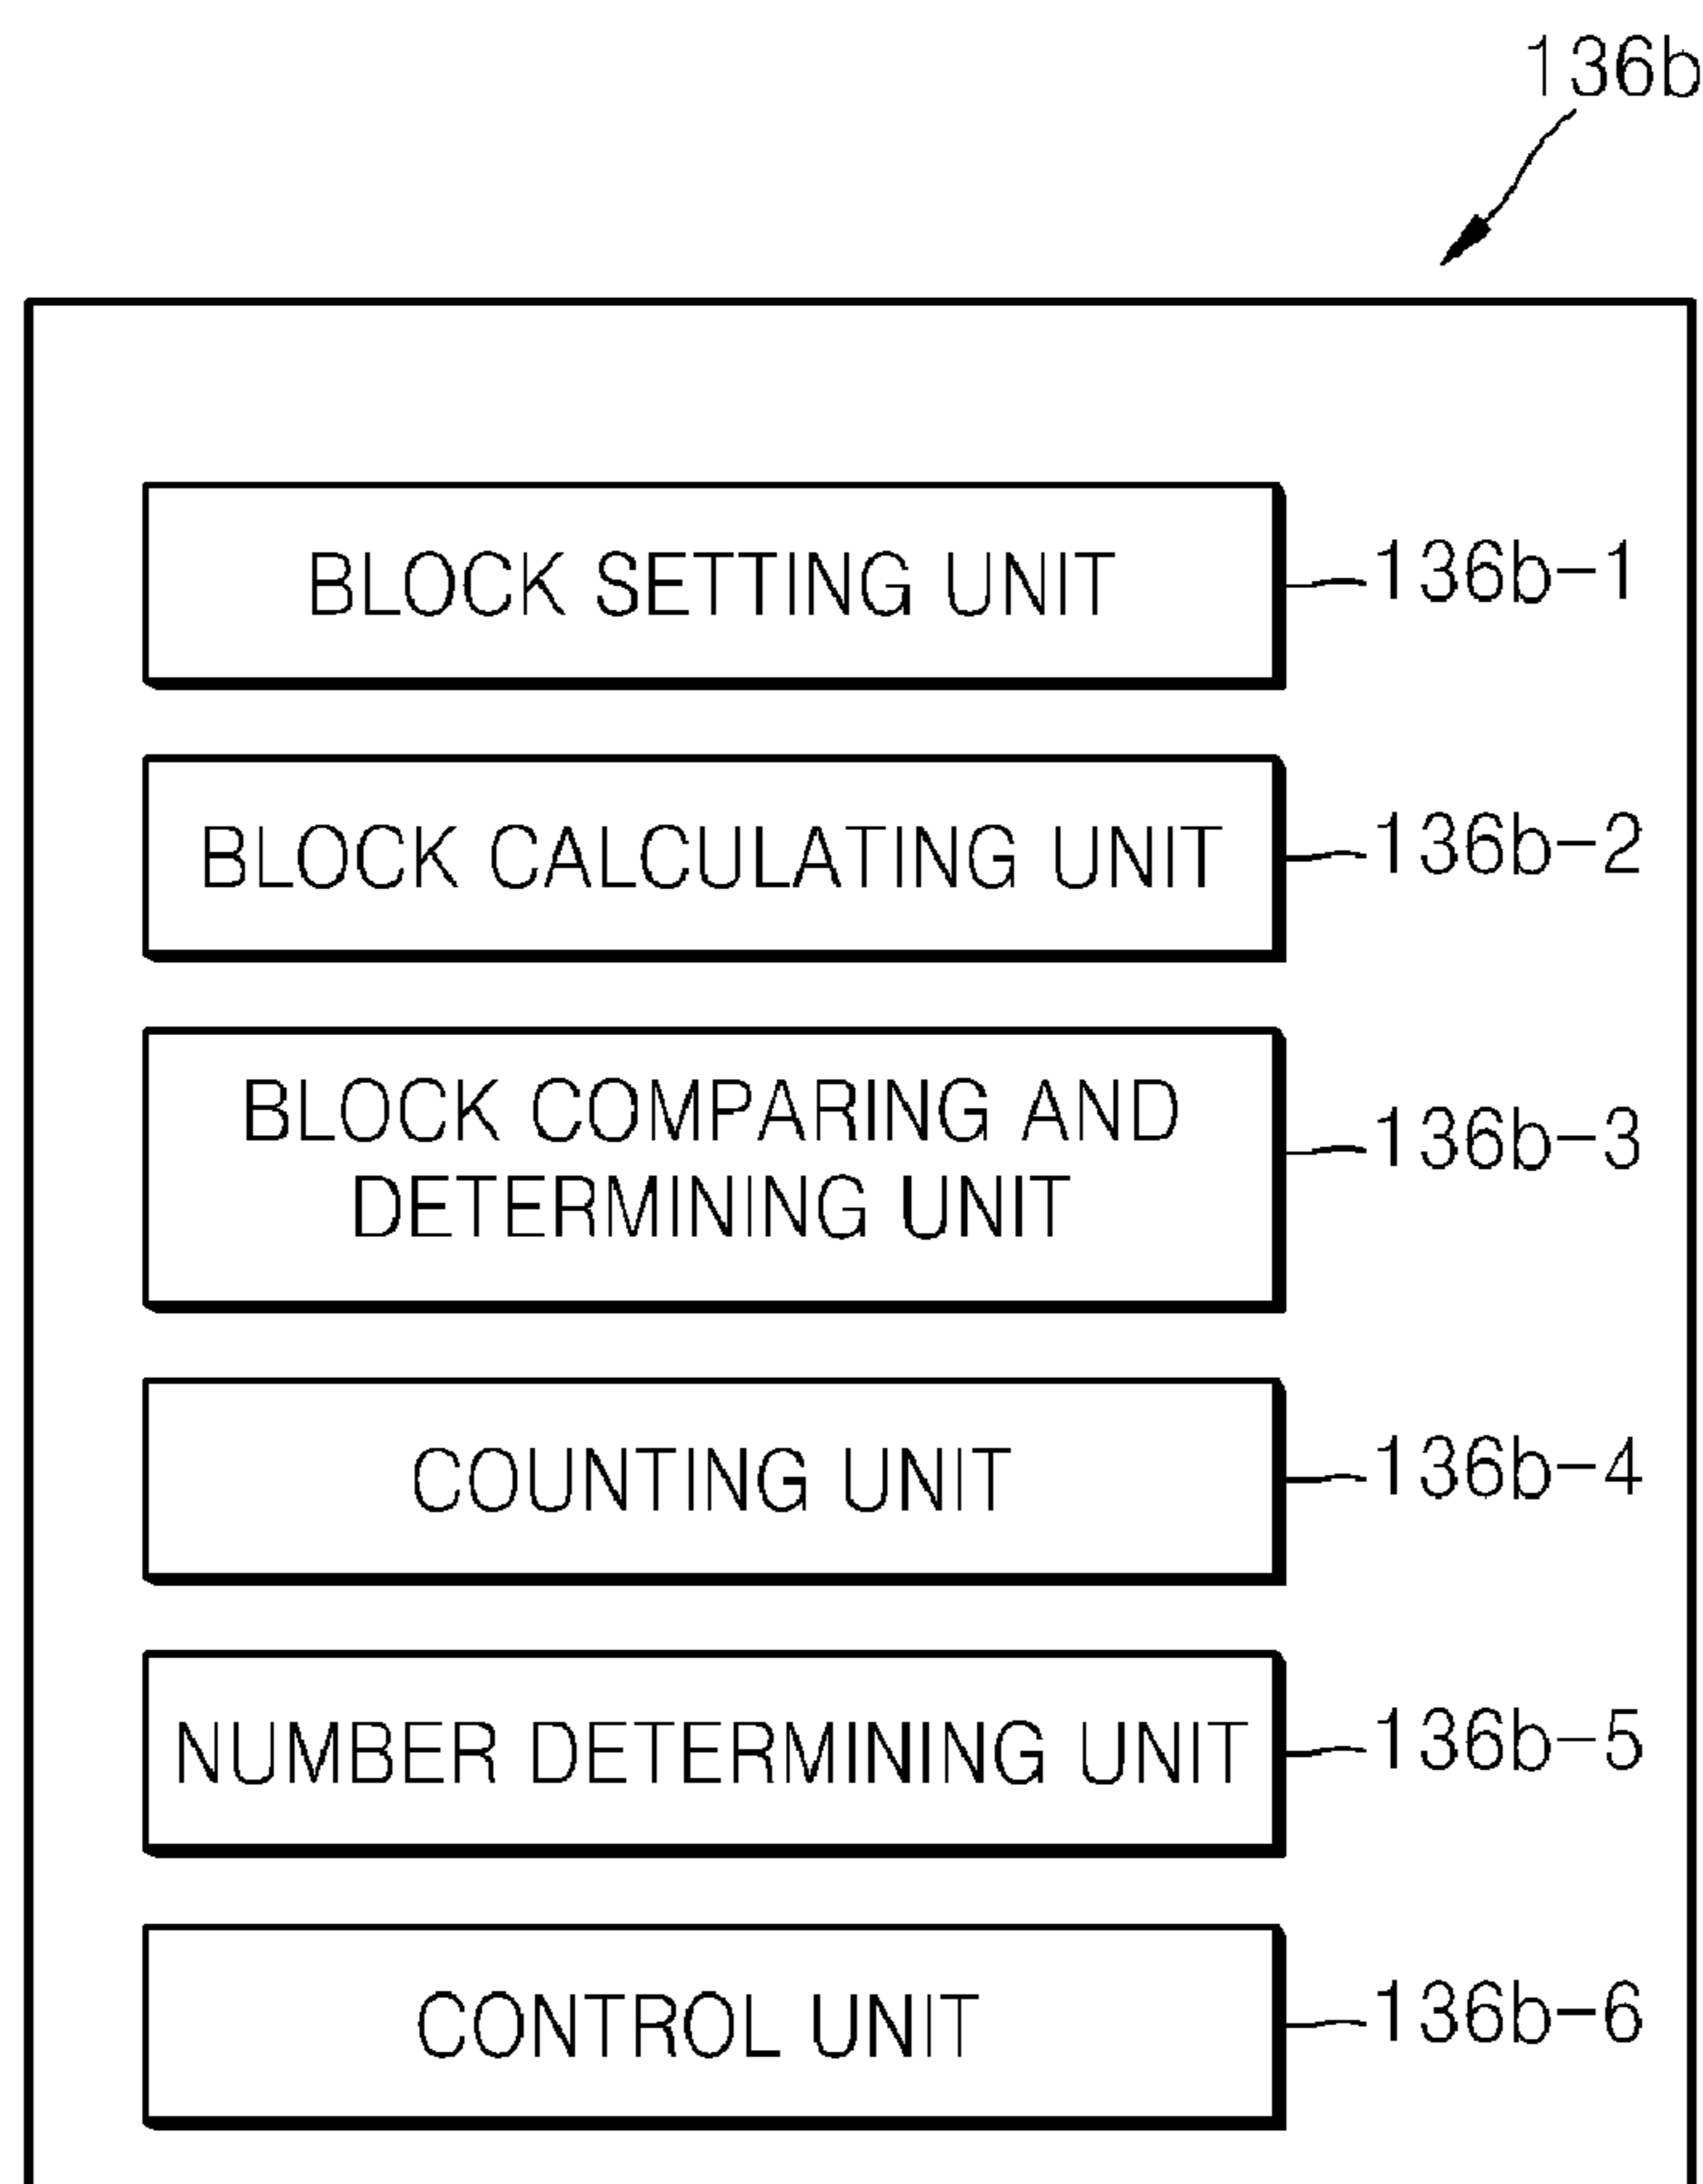 136b
BLOCK SETTING UNIT
136b-1
BLOCK CALCULATING UNIT
136b-2
BLOCK COMPARING AND
DETERMINING UNIT
136b-3
COUNTING UNIT
136b-4
NUMBER DETERMINING UNIT
136b-5
CONTROL UNIT
136b-6